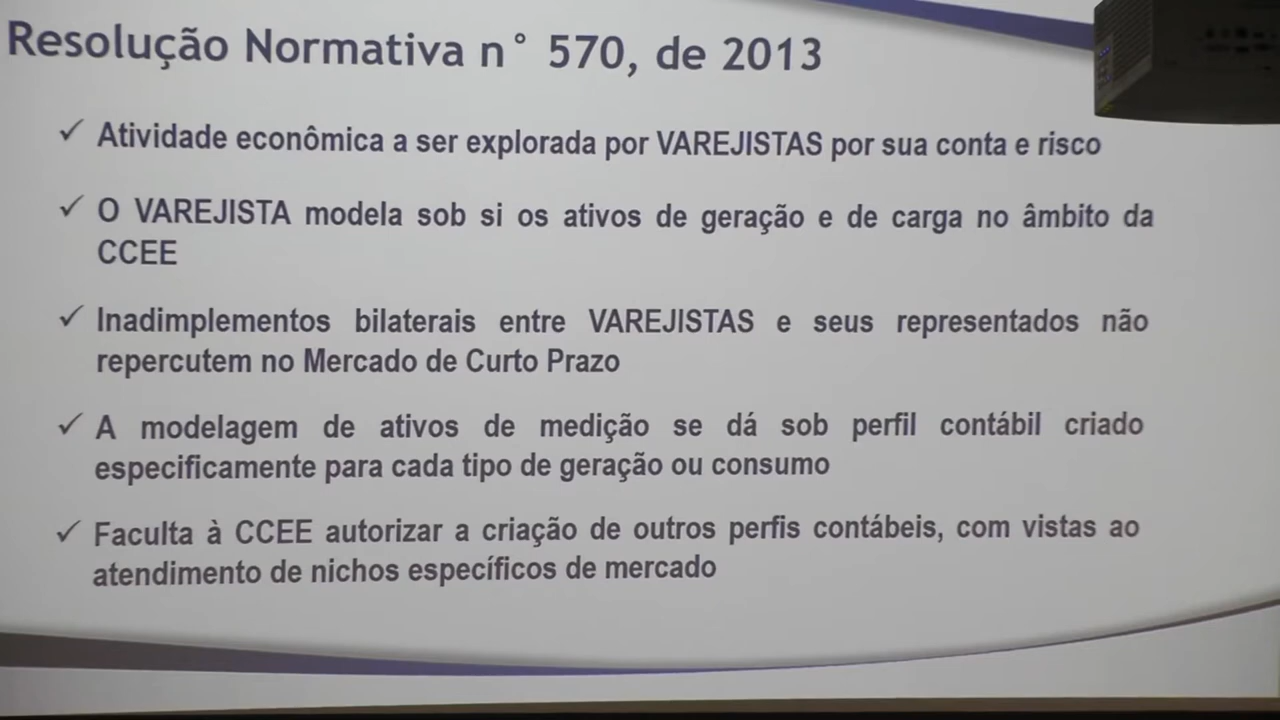 Resolução Normativa n° 570, de 2013
✓ Atividade econômica a ser explorada por VAREJISTAS por sua conta e risco
✓ O VAREJISTA modela sob si os ativos de geração e de carga no âmbito da
CCEE
✓ Inadimplementos bilaterais entre VAREJISTAS e seus representados não
repercutem no Mercado de Curto Prazo
✓ A modelagem de ativos de medição se dá sob perfil contábil criado
especificamente para cada tipo de geração ou consumo
✓ Faculta à CCEE autorizar a criação de outros perfis contábeis, com vistas ao
atendimento de nichos específicos de mercado